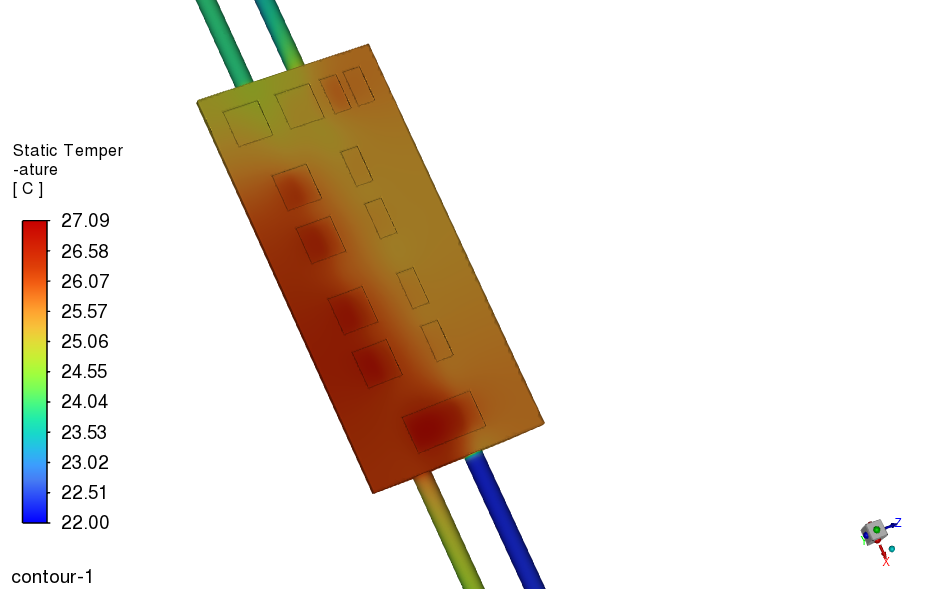 Static Temper
-ature
[ C ]
27.09
26.58
26.07
25.57
25.06
24.55
24.04
23.53
23.02
22.51
22.00
contour-1
Z
X